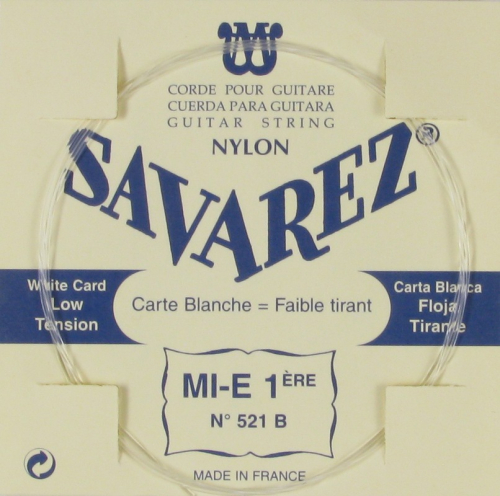 CORDE POUR GUITARE
CUERDA PARA GUITARA
GUITAR STRING
NYLON
SAVAREZ ®
White Card
Low
Tension
Carte Blanche = Faible tirant
Carta Blanca
Floja
Tirante
MI-E 1ÈRE
N° 521 B
MADE IN FRANCE